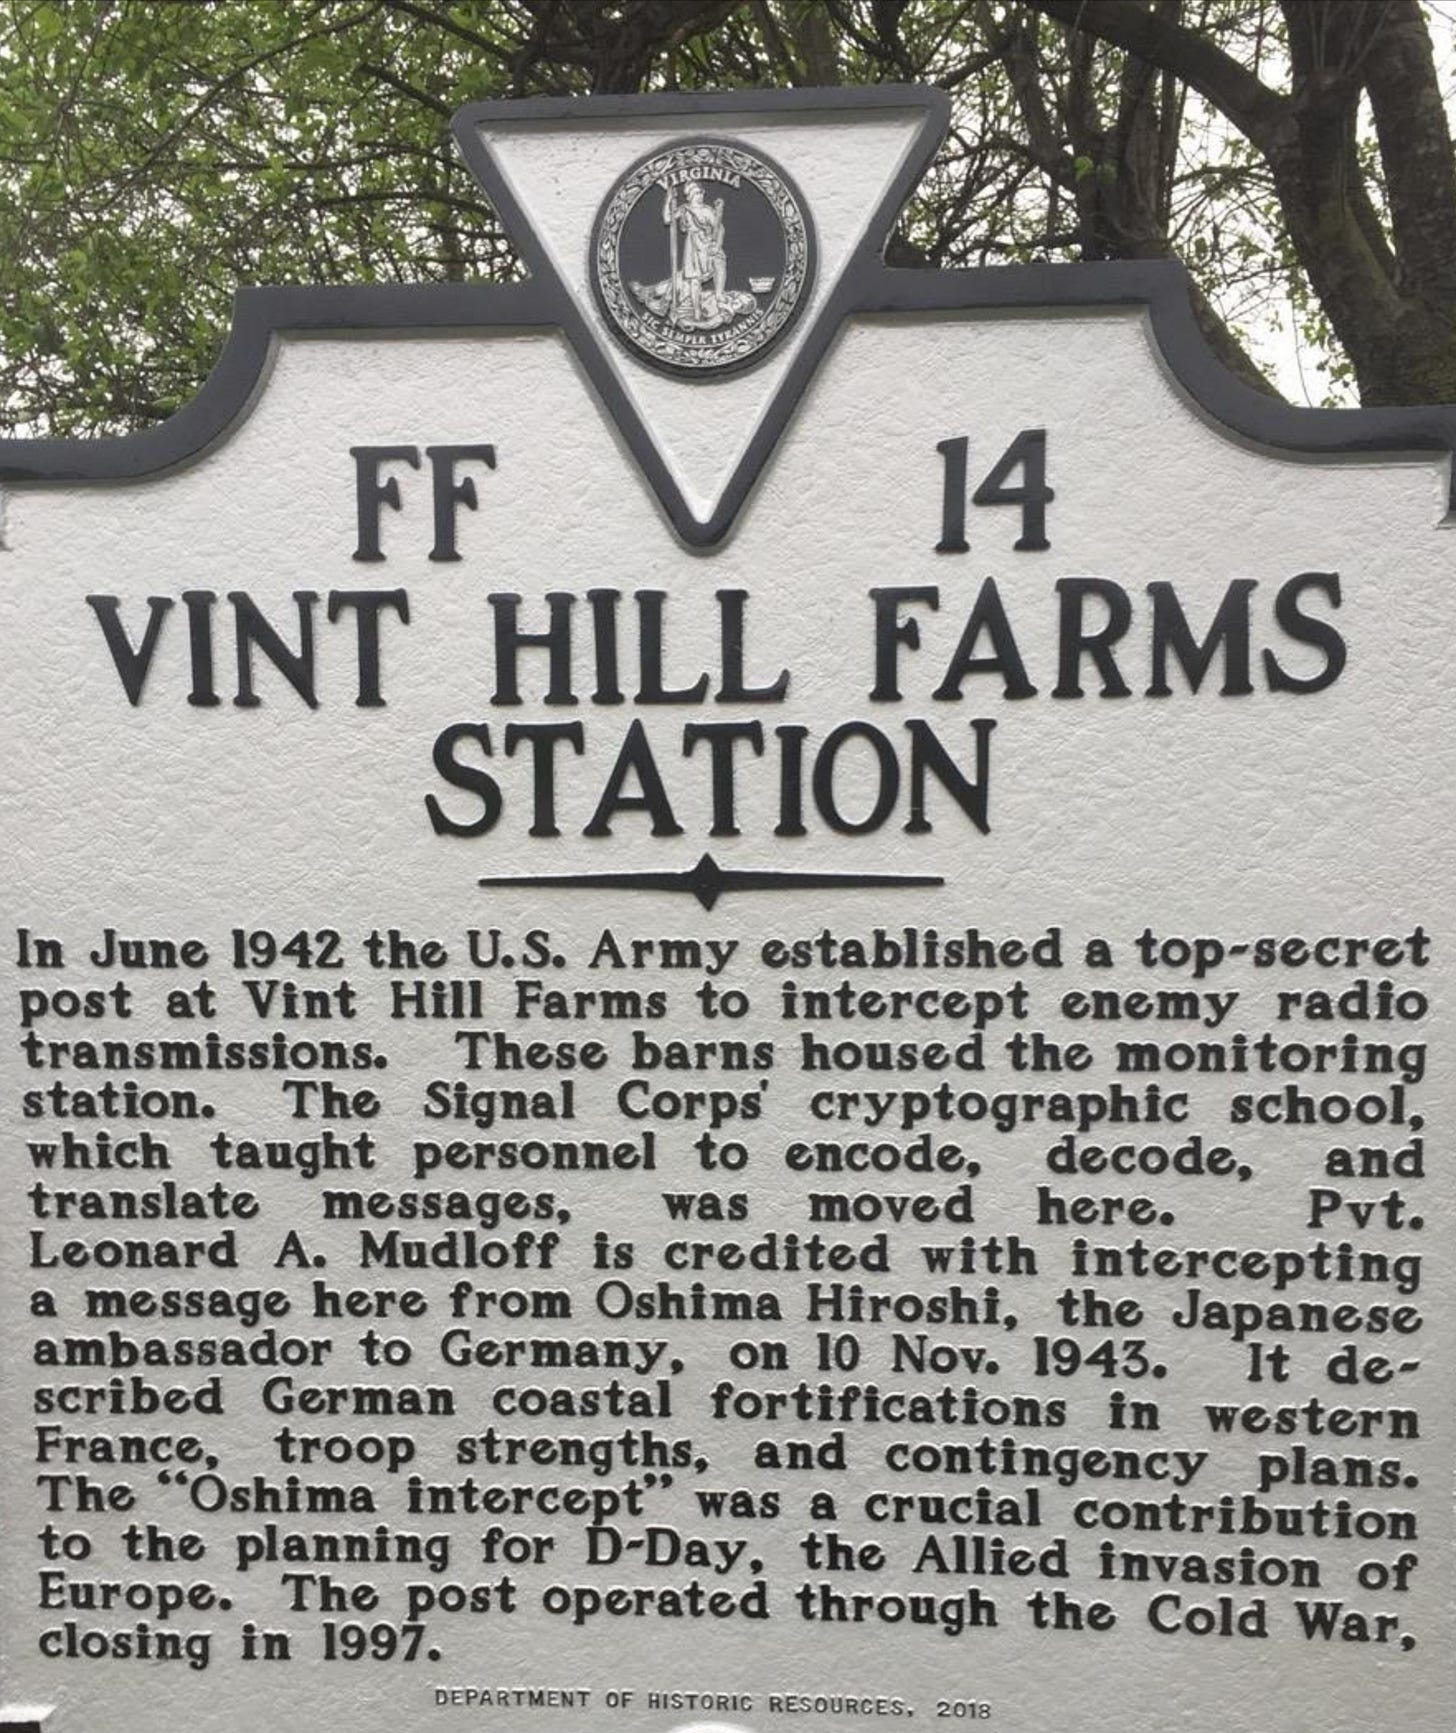 VIRGINIA
SIC SEMPER TYRANNIS
FF 14
VINT HILL FARMS
STATION
In June 1942 the U.S. Army established a top-secret
post at Vint Hill Farms to intercept enemy radio
transmissions. These barns housed the monitoring
station. The Signal Corps' cryptographic school,
which taught personnel to encode, decode, and
translate messages, was moved here. Pvt.
Leonard A. Mudloff is credited with intercepting
a message here from Oshima Hiroshi, the Japanese
ambassador to Germany, on 10 Nov. 1943. It de-
scribed German coastal fortifications in western
France, troop strengths, and contingency plans.
The “Oshima intercept” was a crucial contribution
to the planning for D-Day, the Allied invasion of
Europe. The post operated through the Cold War,
closing in 1997.
DEPARTMENT OF HISTORIC RESOURCES, 2018